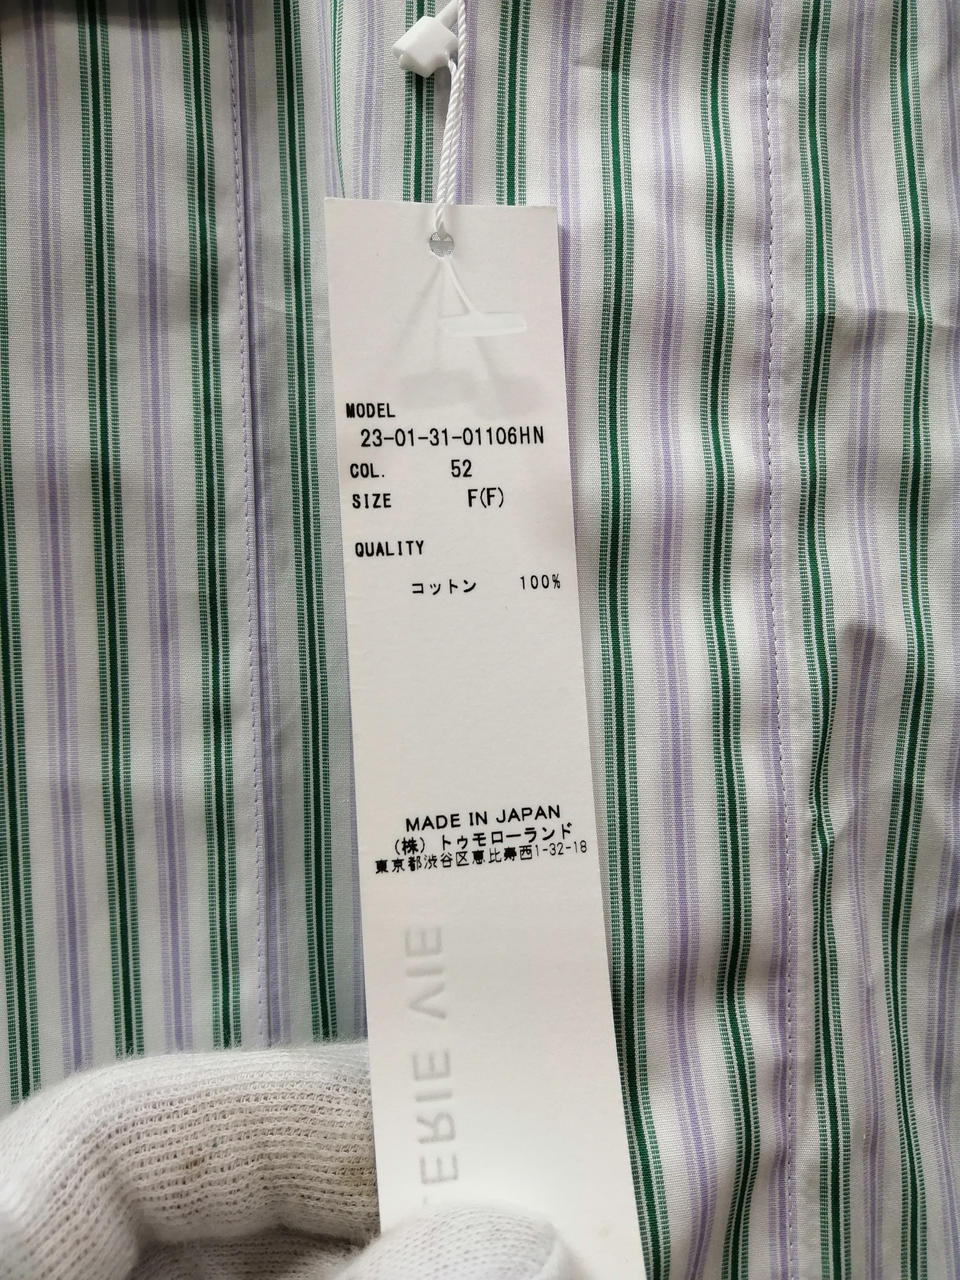 MODEL
23-01-31-01106HN
COL. 52
SIZE F(F)
QUALITY
コットン 100%
MADE IN JAPAN
(株)トゥモローランド
東京都渋谷区恵比寿西1-32-18
ERIE VIE